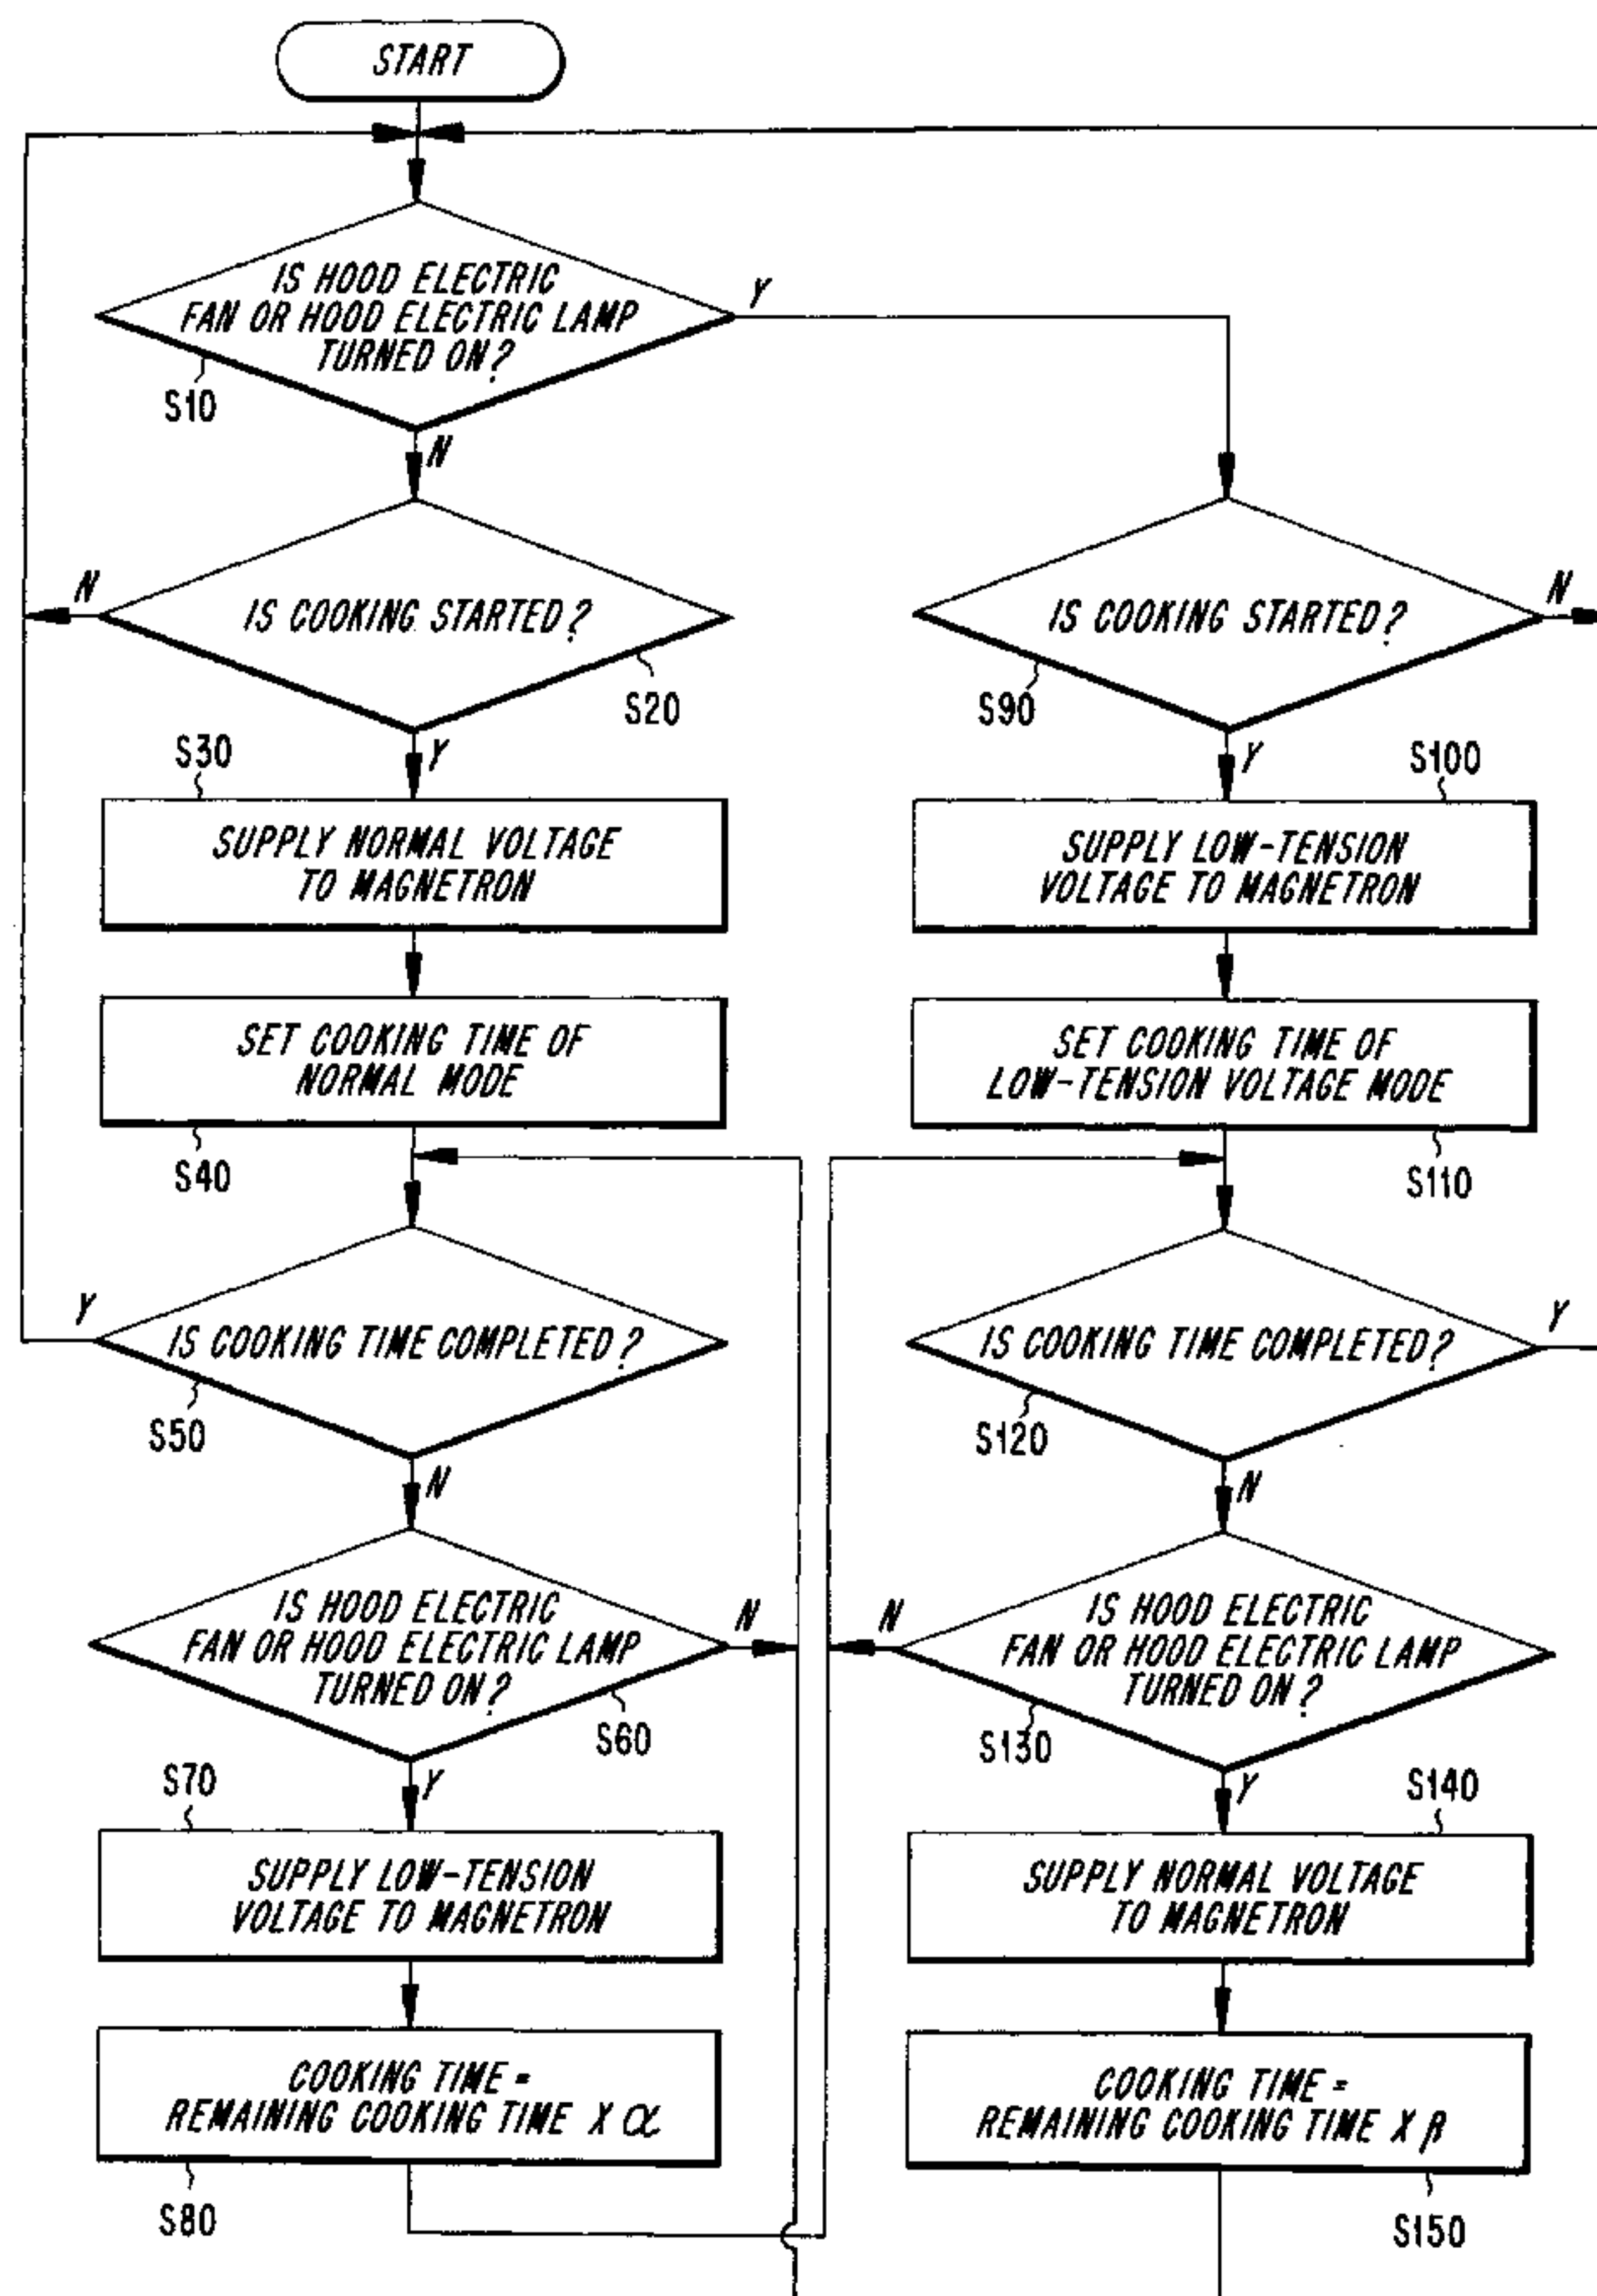 START
IS HOOD ELECTRIC
FAN OR HOOD ELECTRIC LAMP
TURNED ON?
Y
S10
N
N
IS COOKING STARTED?
S20
Y
IS COOKING STARTED?
N
S90
Y
S30
SUPPLY NORMAL VOLTAGE
TO MAGNETRON
S100
SUPPLY LOW-TENSION
VOLTAGE TO MAGNETRON
SET COOKING TIME OF
NORMAL MODE
S40
SET COOKING TIME OF
LOW-TENSION VOLTAGE MODE
S110
Y
IS COOKING TIME COMPLETED?
S50
N
IS COOKING TIME COMPLETED?
Y
S120
N
IS HOOD ELECTRIC
FAN OR HOOD ELECTRIC LAMP
TURNED ON?
N
S60
Y
N
IS HOOD ELECTRIC
FAN OR HOOD ELECTRIC LAMP
TURNED ON?
S130
Y
S70
SUPPLY LOW-TENSION
VOLTAGE TO MAGNETRON
S140
SUPPLY NORMAL VOLTAGE
TO MAGNETRON
COOKING TIME =
REMAINING COOKING TIME X α
S80
COOKING TIME =
REMAINING COOKING TIME X β
S150